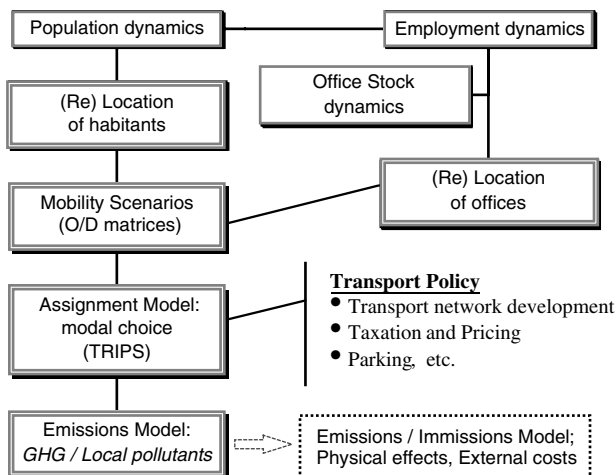 Population dynamics
Employment dynamics
Office Stock
dynamics
(Re) Location
of habitants
(Re) Location
of offices
Mobility Scenarios
(O/D matrices)
Transport Policy
• Transport network development
• Taxation and Pricing
• Parking, etc.
Assignment Model:
modal choice
(TRIPS)
Emissions Model:
GHG / Local pollutants
Emissions / Immissions Model;
Physical effects, External costs